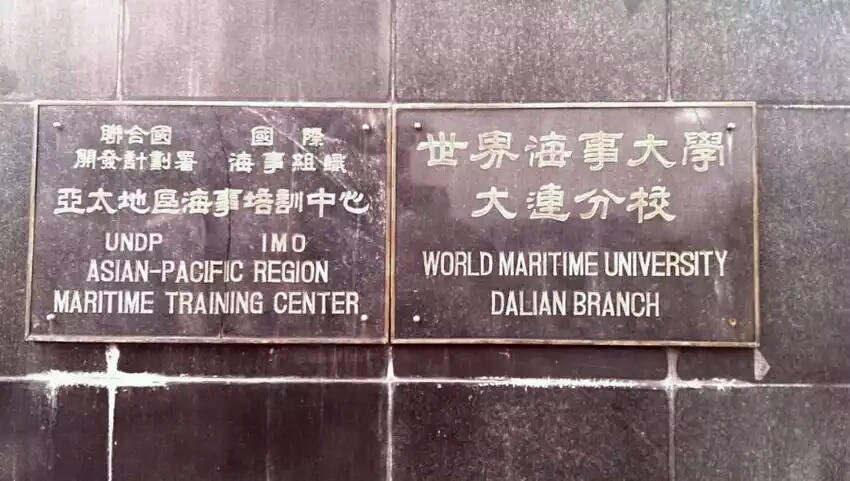 聯合國 國際
開發計劃署 海事組織
亞太地區海事培訓中心
UNDP IMO
ASIAN-PACIFIC REGION
MARITIME TRAINING CENTER
世界海事大學
大連分校
WORLD MARITIME UNIVERSITY
DALIAN BRANCH